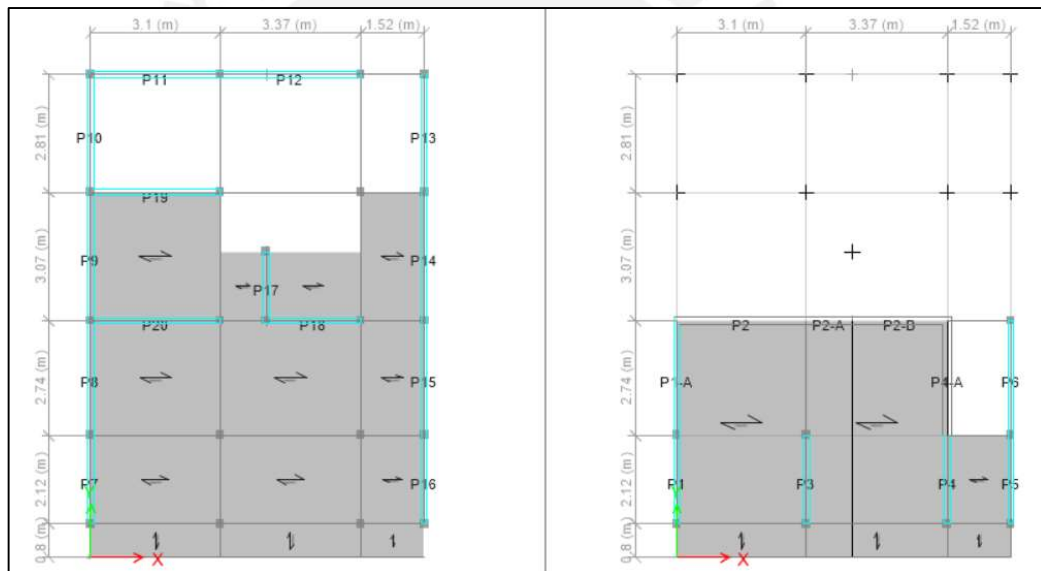 3.1 (m) 3.37 (m) 1.52 (m)
P11 P12
2.81 (m) P10 P13
P19
3.07 (m) P9 P17 P14
P20 P18
2.74 (m) P8 P15
2.12 (m) P7 P16
Y
0.8 (m) X
3.1 (m) 3.37 (m) 1.52 (m)
2.81 (m)
3.07 (m)
P2 P2-A P2-B
2.74 (m) P1-A P4-A P6
2.12 (m) P1 P3 P4 P5
Y
0.8 (m) X